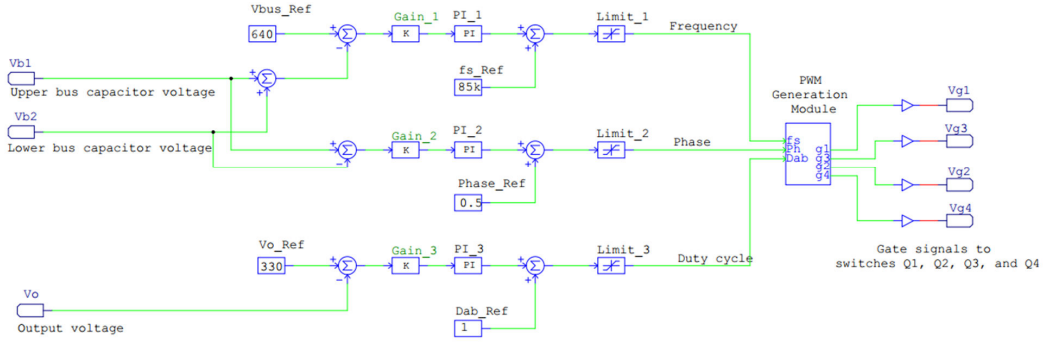 Vbus_Ref
640
Gain_1
K
PI_1
PI
Limit_1
Frequency
fs_Ref
85k
Vb1
Upper bus capacitor voltage
Vb2
Lower bus capacitor voltage
Gain_2
K
PI_2
PI
Limit_2
Phase
Phase_Ref
0.5
Vo_Ref
330
Gain_3
K
PI_3
PI
Limit_3
Duty cycle
Dab_Ref
1
Vo
Output voltage
PWM
Generation
Module
fs
Ph
Dab
g1
g3
g2
g4
Vg1
Vg3
Vg2
Vg4
Gate signals to
switches Q1, Q2, Q3, and Q4